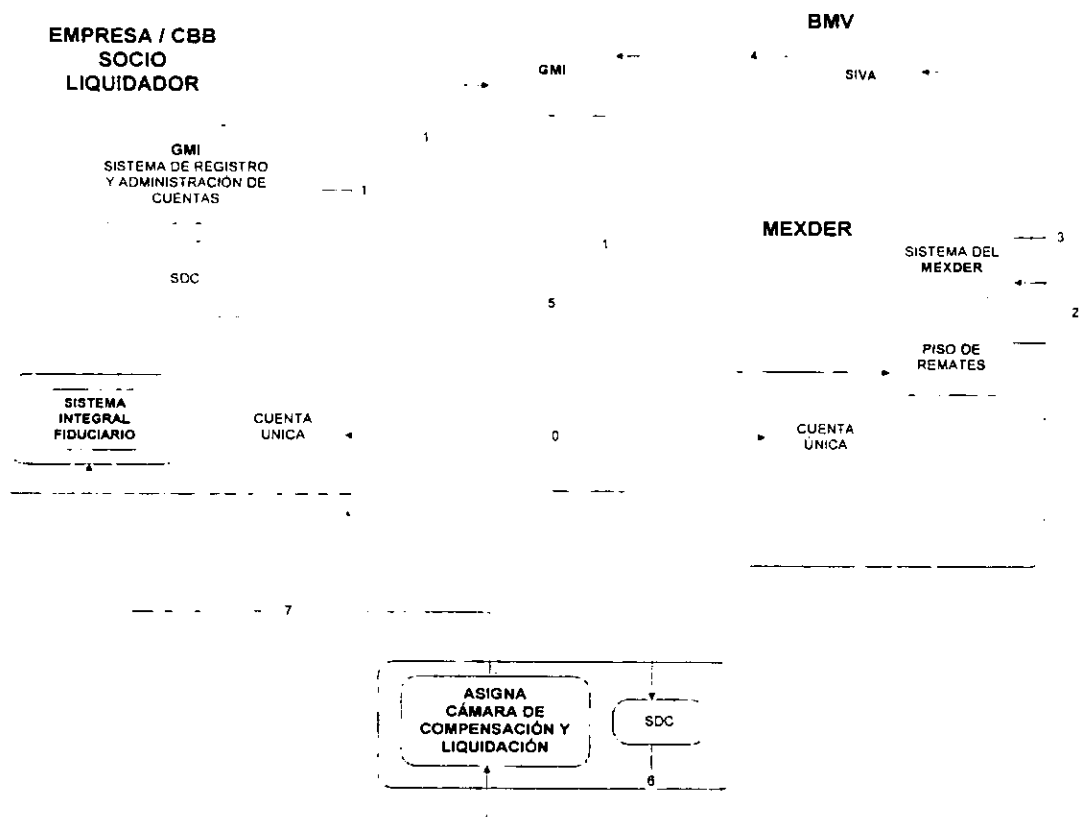 EMPRESA / CBB
SOCIO
LIQUIDADOR
BMV
GMI
4
SIVA
1
GMI
SISTEMA DE REGISTRO
Y ADMINISTRACIÓN DE
CUENTAS
1
SDC
1
5
MEXDER
SISTEMA DEL
MEXDER
3
2
PISO DE
REMATES
SISTEMA
INTEGRAL
FIDUCIARIO
CUENTA
UNICA
0
CUENTA
ÚNICA
7
ASIGNA
CÁMARA DE
COMPENSACIÓN Y
LIQUIDACIÓN
SDC
6